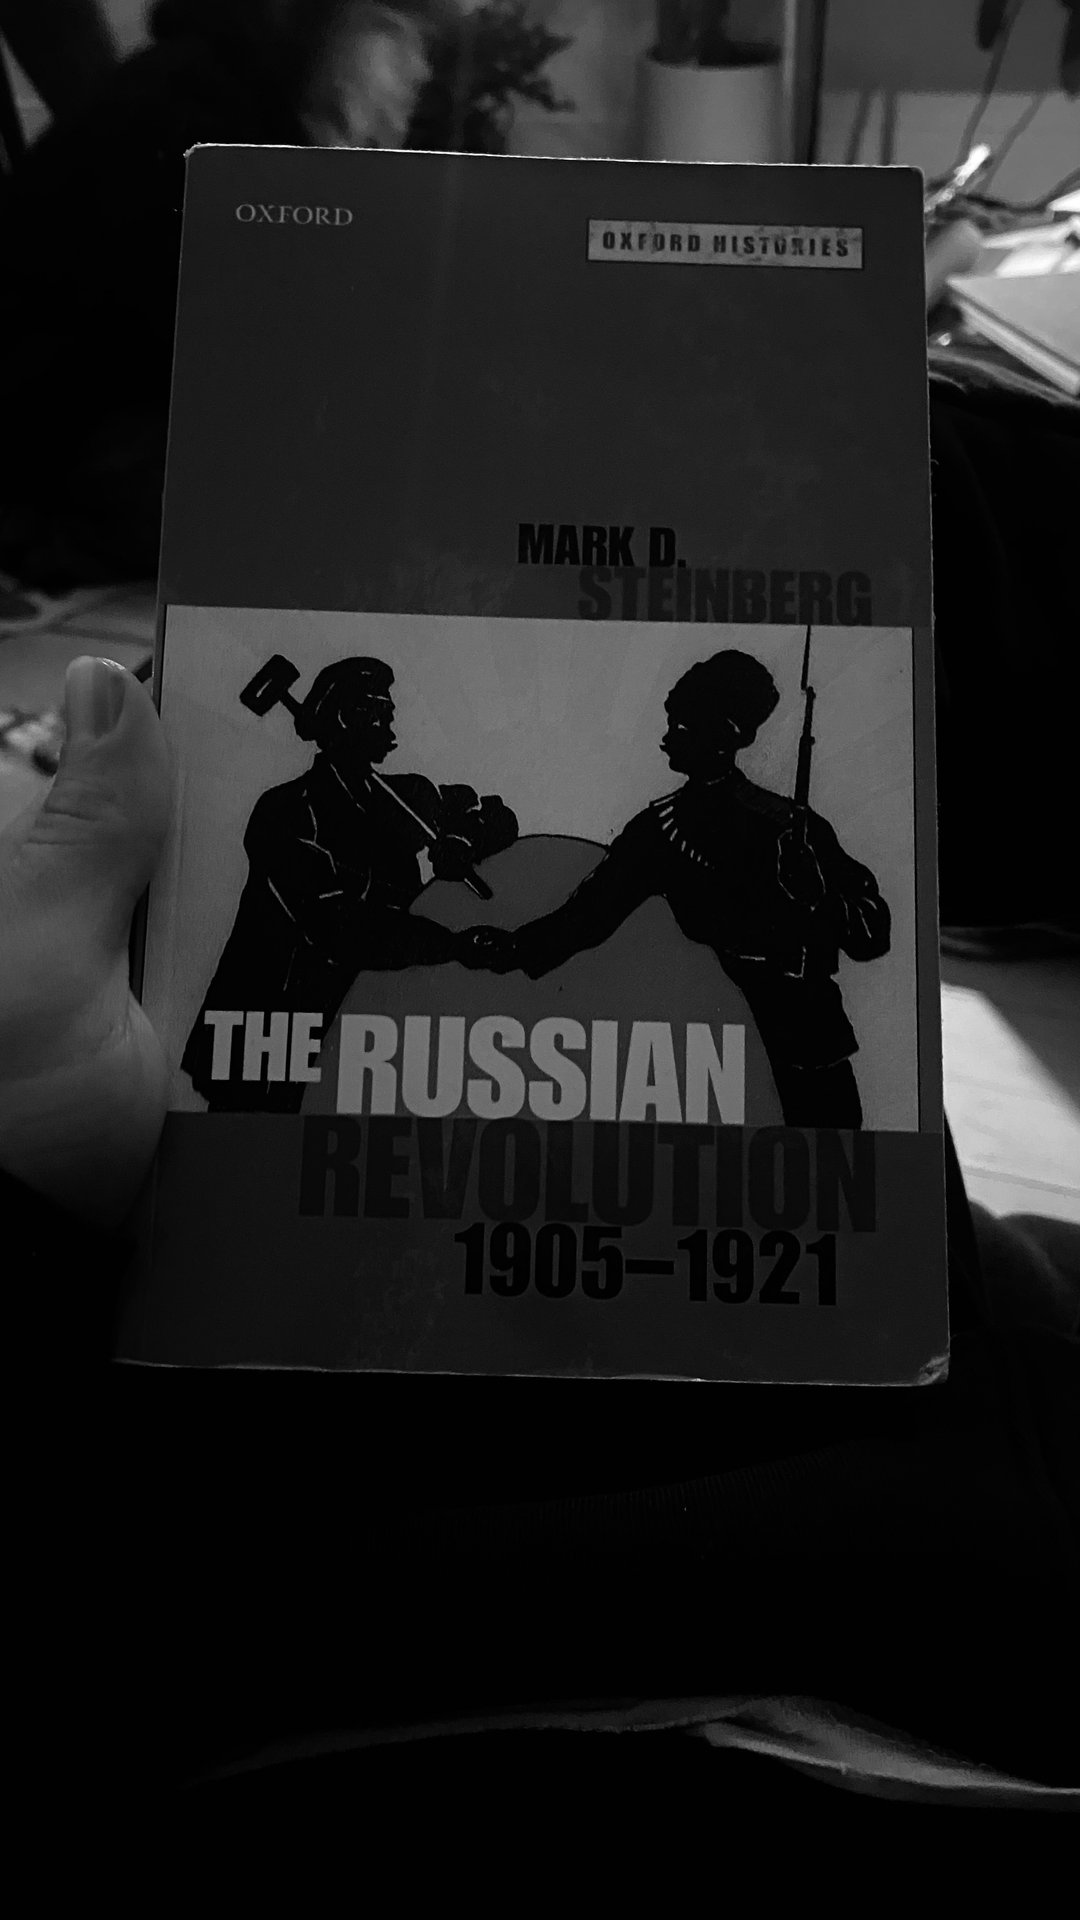 OXFORD
OXFORD HISTORIES
MARK D.
STEINBERG
THE RUSSIAN
REVOLUTION
1905–1921